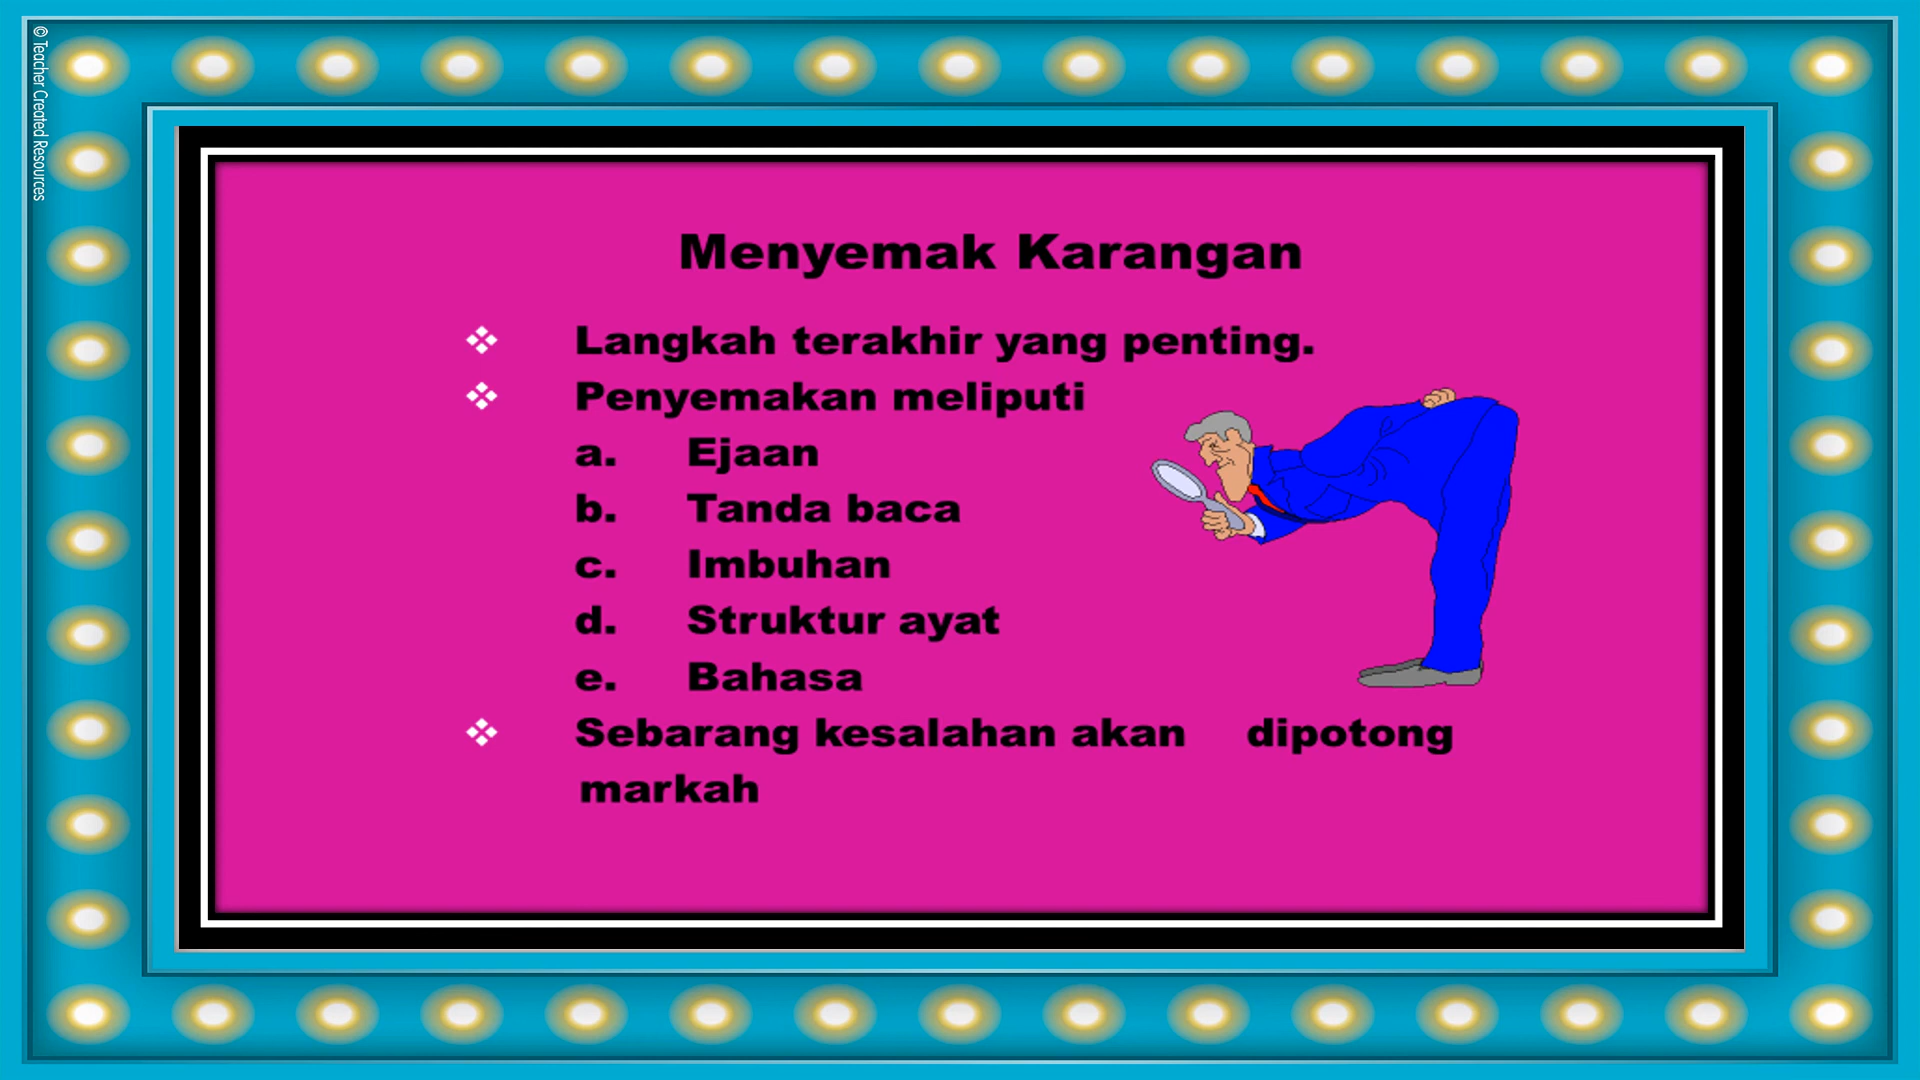 © Teacher Created Resources
Menyemak Karangan
❖ Langkah terakhir yang penting.
❖ Penyemakan meliputi
a. Ejaan
b. Tanda baca
c. Imbuhan
d. Struktur ayat
e. Bahasa
❖ Sebarang kesalahan akan dipotong
markah